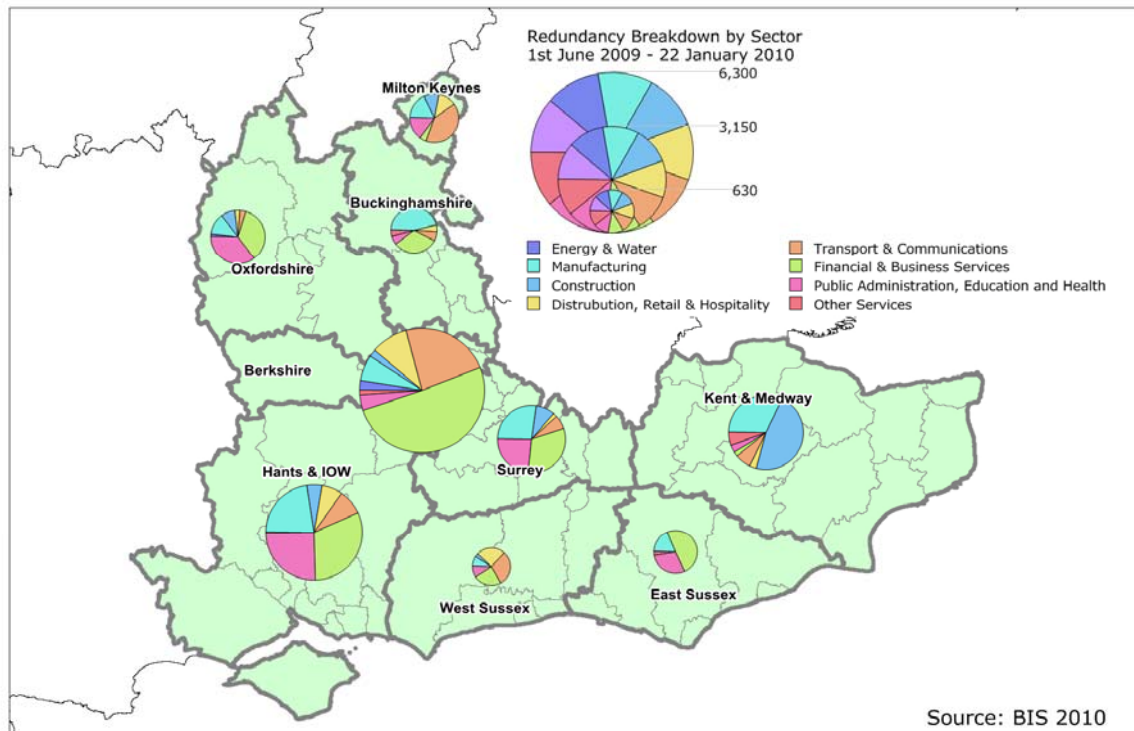 Redundancy Breakdown by Sector
1st June 2009 - 22 January 2010
6,300
3,150
630
Energy & Water
Manufacturing
Construction
Distrubution, Retail & Hospitality
Transport & Communications
Financial & Business Services
Public Administration, Education and Health
Other Services
Milton Keynes
Buckinghamshire
Oxfordshire
Berkshire
Kent & Medway
Surrey
Hants & IOW
West Sussex
East Sussex
Source: BIS 2010